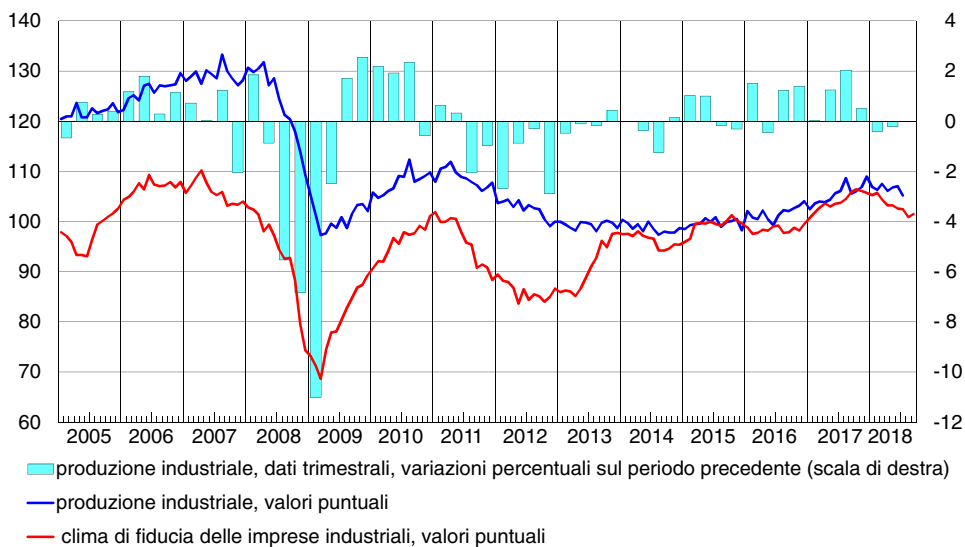 140 4
130 2
120 0
110 - 2
100 - 4
90 - 6
80 - 8
70 - 10
60 - 12
2005 2006 2007 2008 2009 2010 2011 2012 2013 2014 2015 2016 2017 2018
produzione industriale, dati trimestrali, variazioni percentuali sul periodo precedente (scala di destra)
produzione industriale, valori puntuali
clima di fiducia delle imprese industriali, valori puntuali